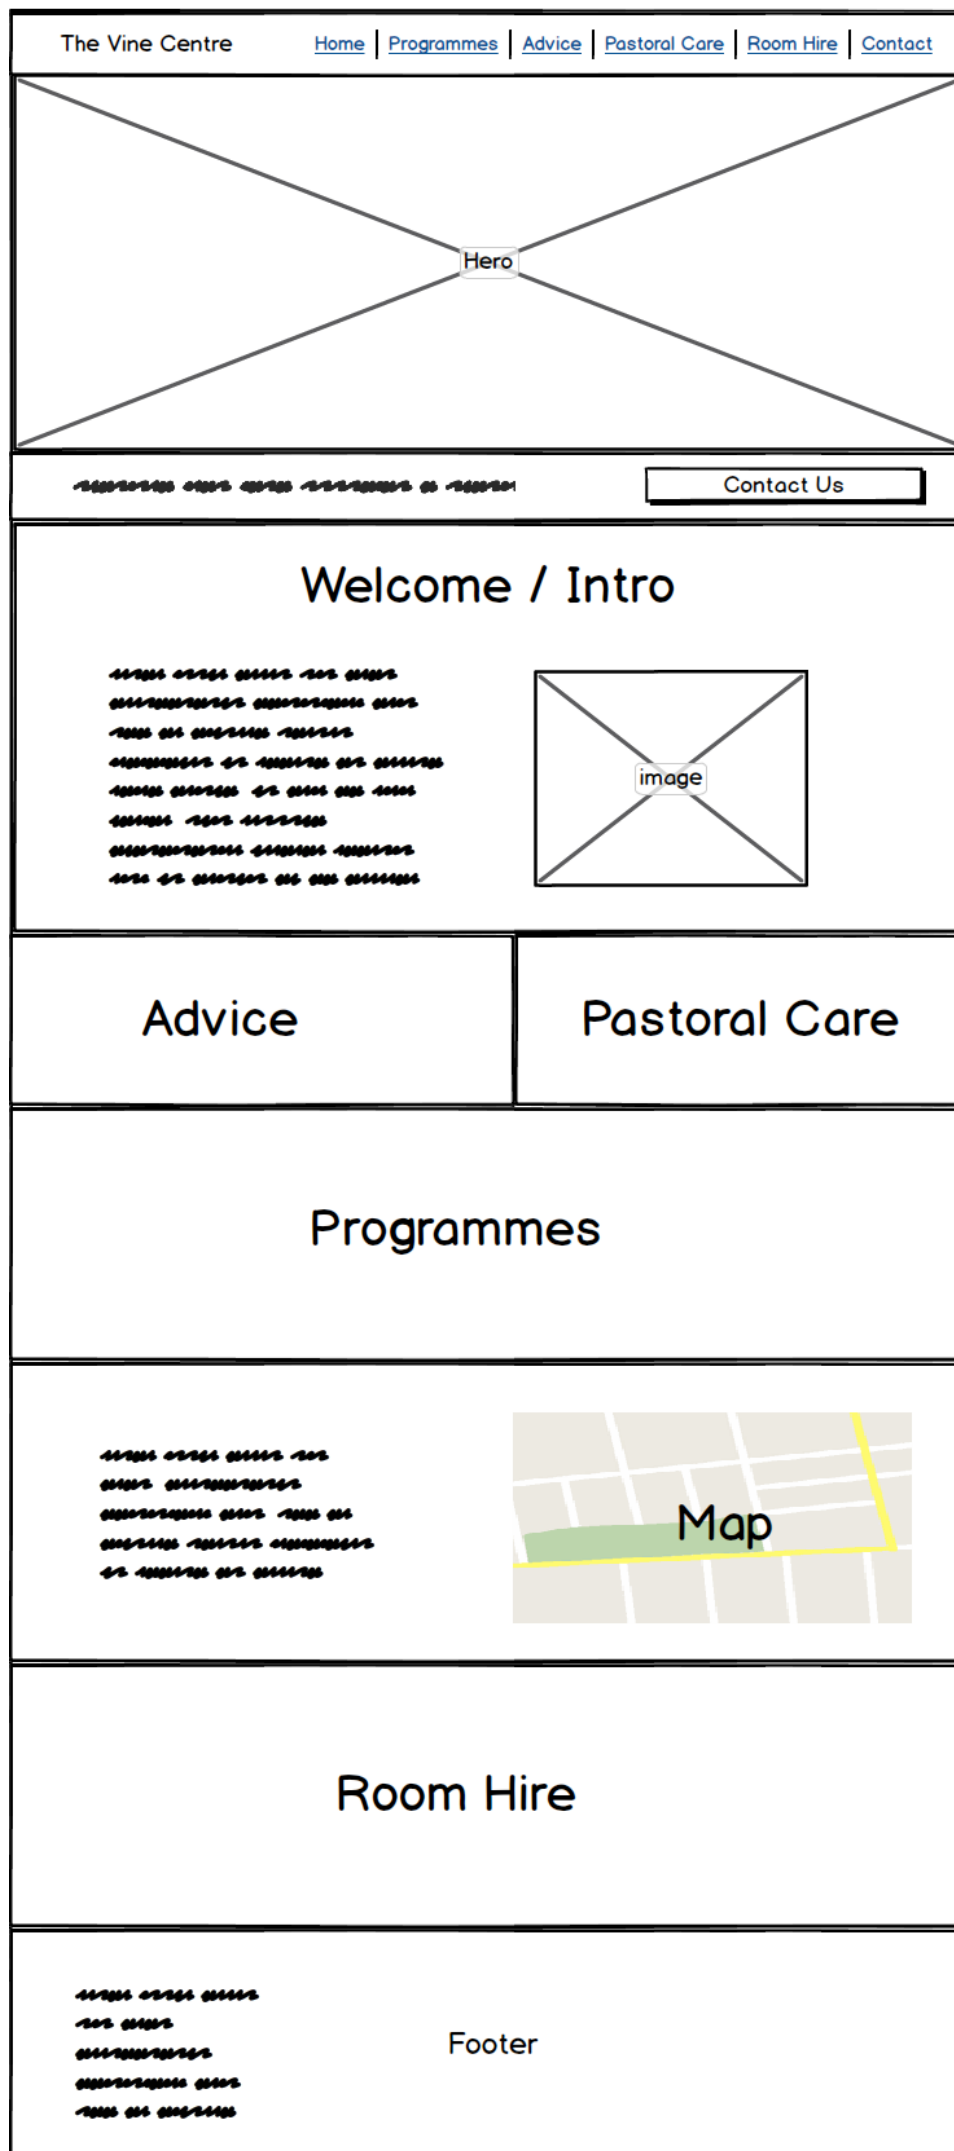 The Vine Centre
Home | Programmes | Advice | Pastoral Care | Room Hire | Contact
Hero
Contact Us
Welcome / Intro
image
Advice
Pastoral Care
Programmes
Map
Room Hire
Footer